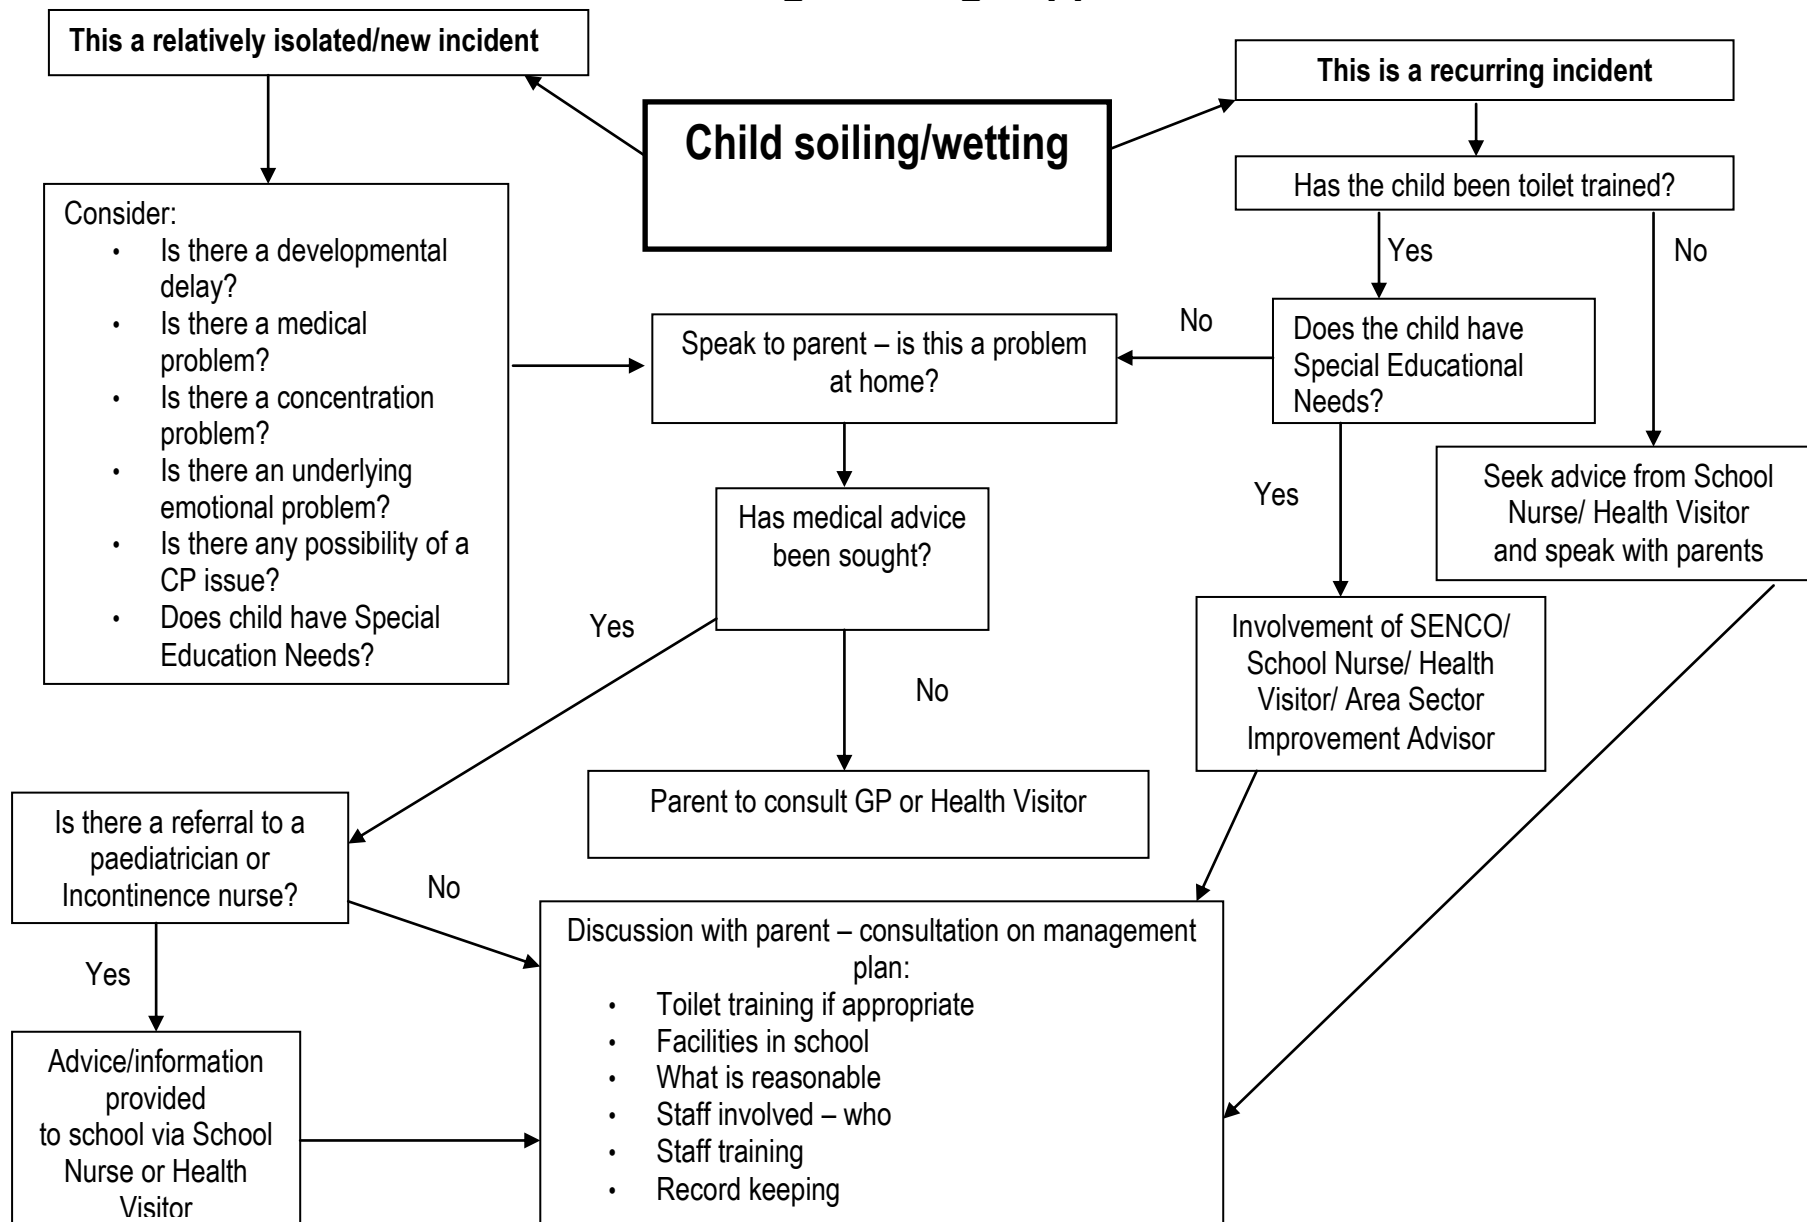 This a relatively isolated/new incident
This is a recurring incident
Child soiling/wetting
Has the child been toilet trained?
Yes
No
Consider:
• Is there a developmental
delay?
• Is there a medical
problem?
• Is there a concentration
problem?
• Is there an underlying
emotional problem?
• Is there any possibility of a
CP issue?
• Does child have Special
Education Needs?
Speak to parent – is this a problem
at home?
No
Does the child have
Special Educational
Needs?
Yes
Seek advice from School
Nurse/ Health Visitor
and speak with parents
Has medical advice
been sought?
Yes
No
Involvement of SENCO/
School Nurse/ Health
Visitor/ Area Sector
Improvement Advisor
Parent to consult GP or Health Visitor
Is there a referral to a
paediatrician or
Incontinence nurse?
No
Yes
Advice/information
provided
to school via School
Nurse or Health
Visitor
Discussion with parent – consultation on management
plan:
• Toilet training if appropriate
• Facilities in school
• What is reasonable
• Staff involved – who
• Staff training
• Record keeping